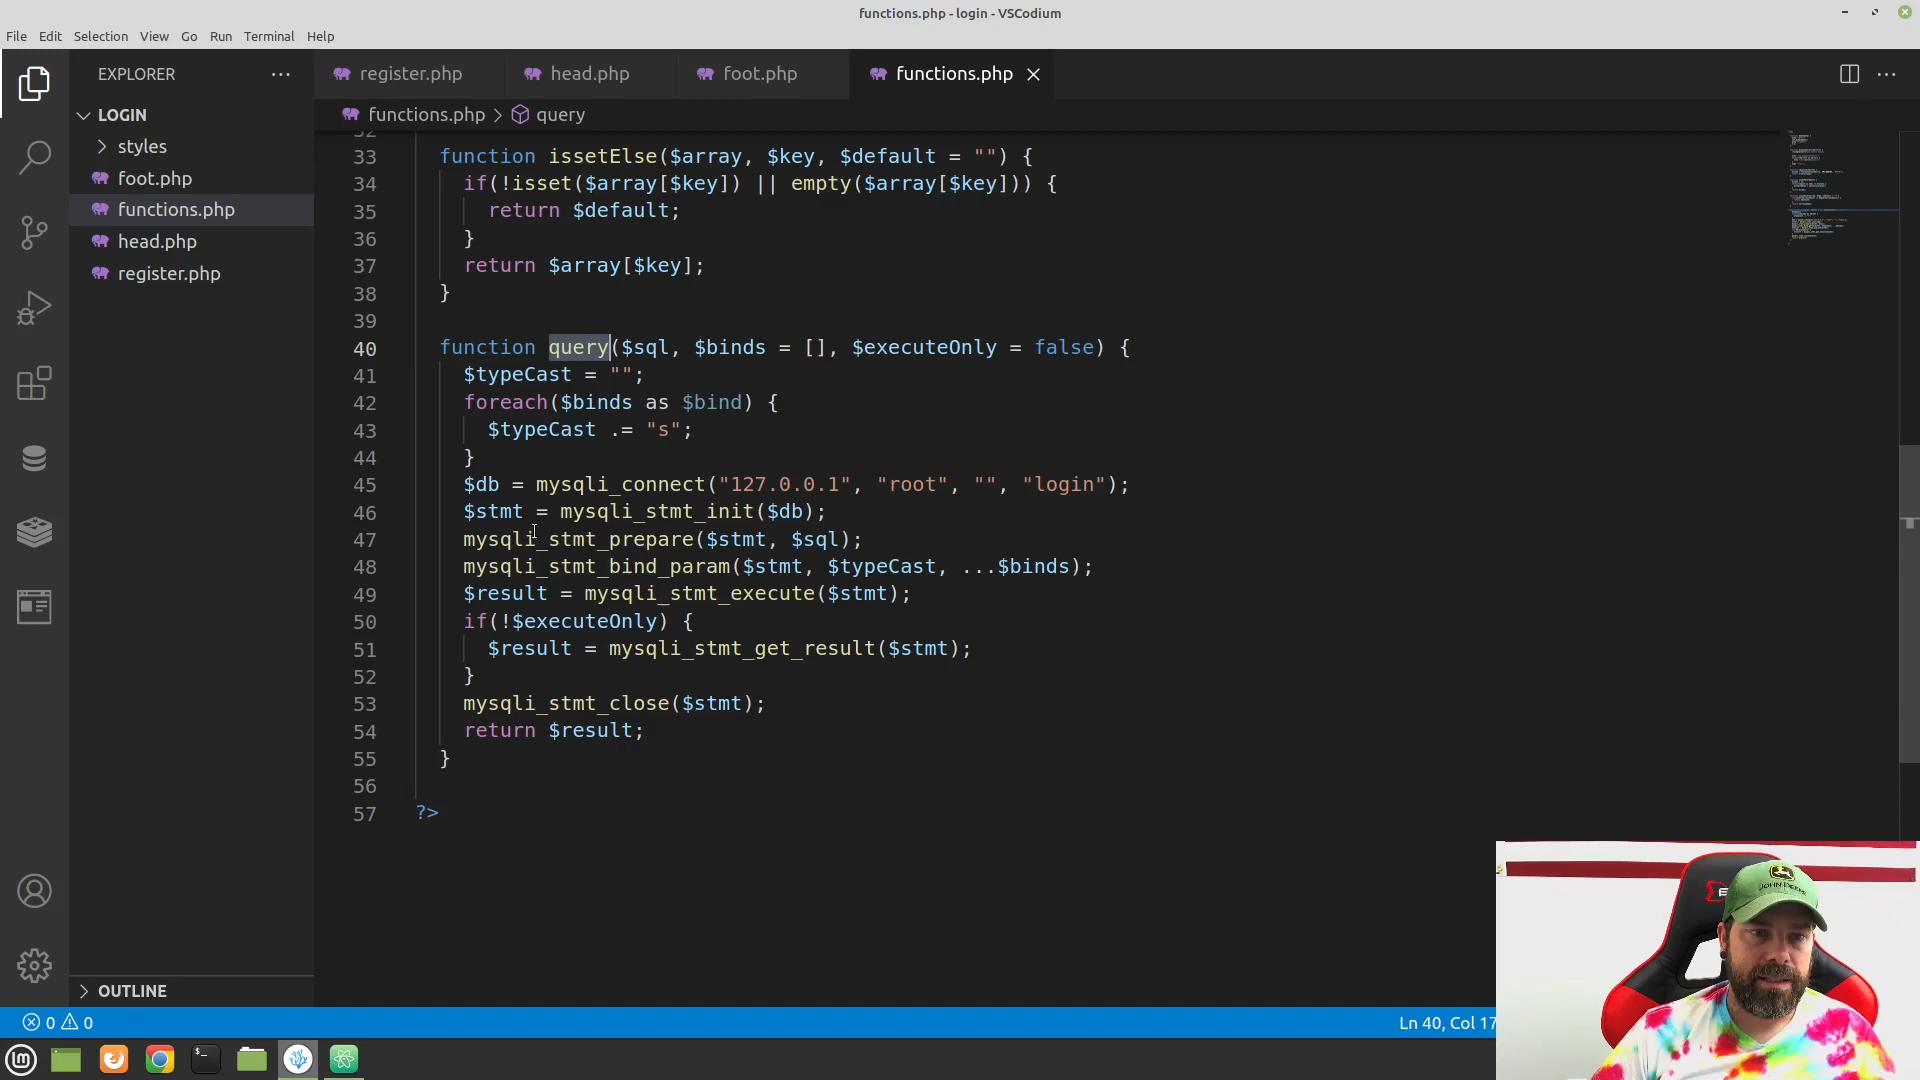 functions.php - login - VSCodium
File Edit Selection View Go Run Terminal Help
EXPLORER
LOGIN
styles
foot.php
functions.php
head.php
register.php
OUTLINE
register.php head.php foot.php functions.php
functions.php > query
32
33 function issetElse($array, $key, $default = "") {
34 if(!isset($array[$key]) || empty($array[$key])) {
35 return $default;
36 }
37 return $array[$key];
38 }
39
40 function query($sql, $binds = [], $executeOnly = false) {
41 $typeCast = "";
42 foreach($binds as $bind) {
43 $typeCast .= "s";
44 }
45 $db = mysqli_connect("127.0.0.1", "root", "", "login");
46 $stmt = mysqli_stmt_init($db);
47 mysqli_stmt_prepare($stmt, $sql);
48 mysqli_stmt_bind_param($stmt, $typeCast, ...$binds);
49 $result = mysqli_stmt_execute($stmt);
50 if(!$executeOnly) {
51 $result = mysqli_stmt_get_result($stmt);
52 }
53 mysqli_stmt_close($stmt);
54 return $result;
55 }
56
57 ?>
JOHN DEERE
0 0
Ln 40, Col 17